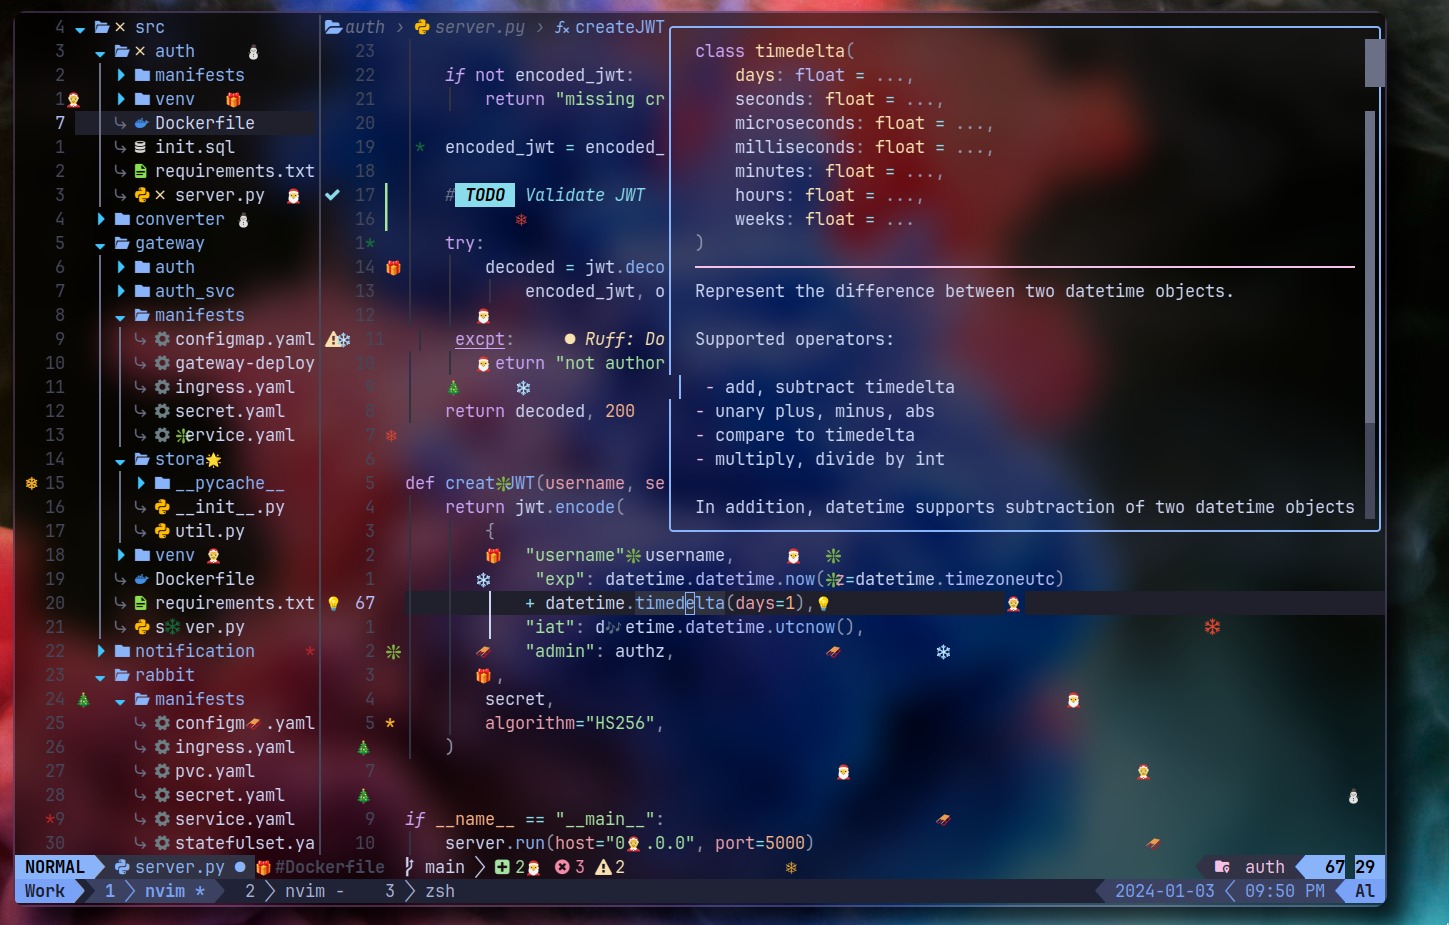 4 src
3 auth
2 manifests
1 venv
7 Dockerfile
1 init.sql
2 requirements.txt
3 server.py
4 converter
5 gateway
6 auth
7 auth_svc
8 manifests
9 configmap.yaml
10 gateway-deploy
11 ingress.yaml
12 secret.yaml
13 ervice.yaml
14 stora
15 __pycache__
16 __init__.py
17 util.py
18 venv
19 Dockerfile
20 requirements.txt
21 s ver.py
22 notification *
23 rabbit
24 manifests
25 configm .yaml
26 ingress.yaml
27 pvc.yaml
28 secret.yaml
*9 service.yaml
30 statefulset.ya
auth › server.py › createJWT
23
22 if not encoded_jwt:
21 return "missing cr
20
19 * encoded_jwt = encoded_
18
17 # TODO Validate JWT
16
1* try:
14 decoded = jwt.deco
13 encoded_jwt, o
12
11 excpt: ● Ruff: Do
10 eturn "not author
8 return decoded, 200
7
6
5 def creat JWT(username, se
4 return jwt.encode(
3 {
2 "username" username,
1 "exp": datetime.datetime.now( z=datetime.timezoneutc)
67 + datetime.timedelta(days=1),
1 "iat": d etime.datetime.utcnow(),
2 "admin": authz,
3 ,
4 secret,
5 * algorithm="HS256",
)
7
9 if __name__ == "__main__":
10 server.run(host="0 .0.0", port=5000)
class timedelta(
days: float = ...,
seconds: float = ...,
microseconds: float = ...,
milliseconds: float = ...,
minutes: float = ...,
hours: float = ...,
weeks: float = ...
)
Represent the difference between two datetime objects.
Supported operators:
- add, subtract timedelta
- unary plus, minus, abs
- compare to timedelta
- multiply, divide by int
In addition, datetime supports subtraction of two datetime objects
NORMAL server.py ● #Dockerfile main 2 3 2 auth 67 29
Work 1 nvim * 2 nvim - 3 zsh 2024-01-03 09:50 PM Al